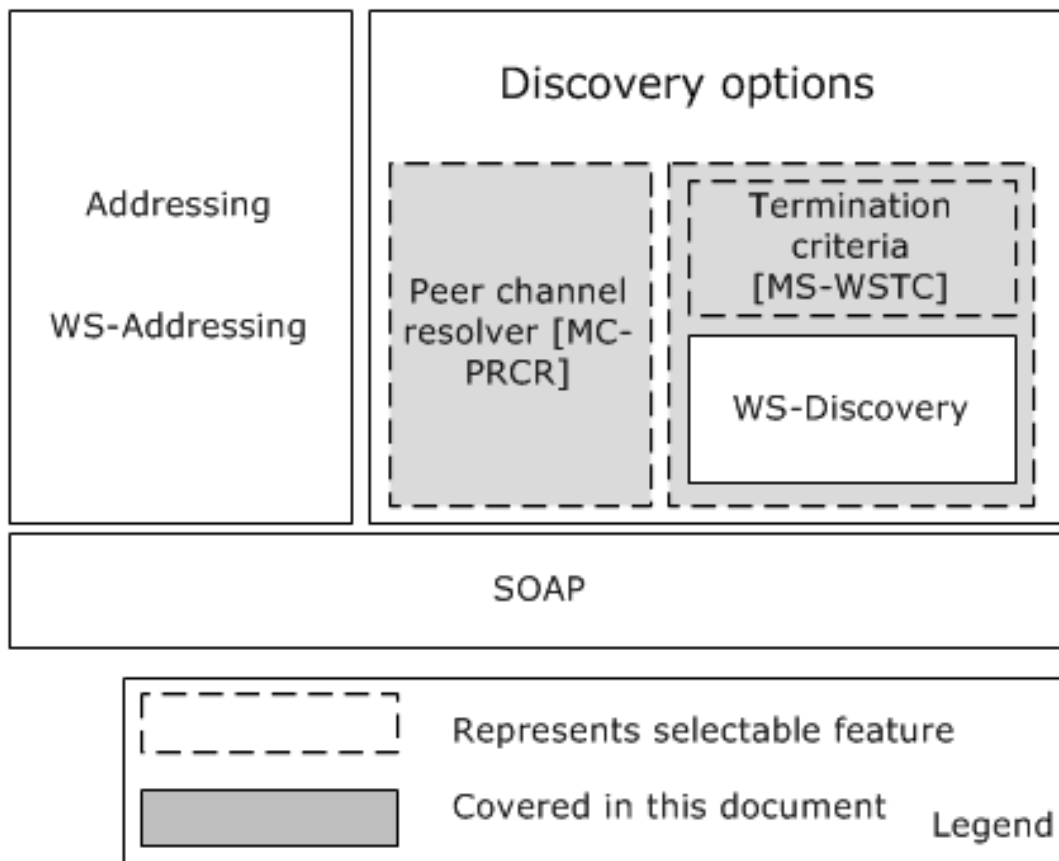 Addressing
WS-Addressing
Discovery options
Peer channel
resolver [MC-
PRCR]
Termination
criteria
[MS-WSTC]
WS-Discovery
SOAP
Represents selectable feature
Covered in this document
Legend